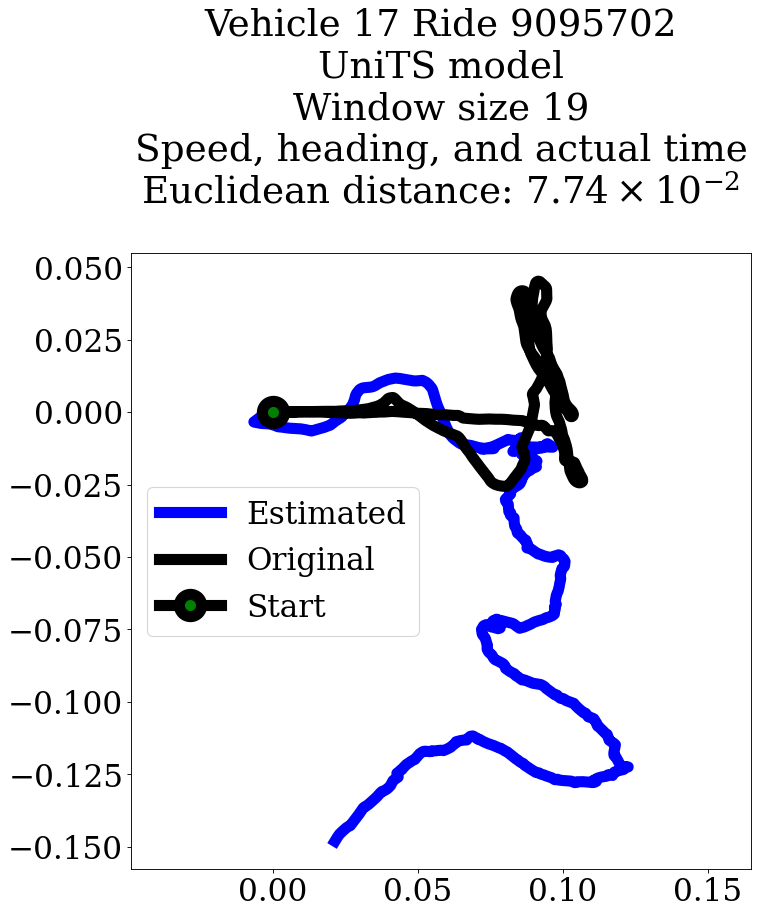 Vehicle 17 Ride 9095702
UniTS model
Window size 19
Speed, heading, and actual time
Euclidean distance: 7.74 × 10⁻²
0.050
0.025
0.000
−0.025
−0.050
−0.075
−0.100
−0.125
−0.150
Estimated
Original
Start
0.00 0.05 0.10 0.15